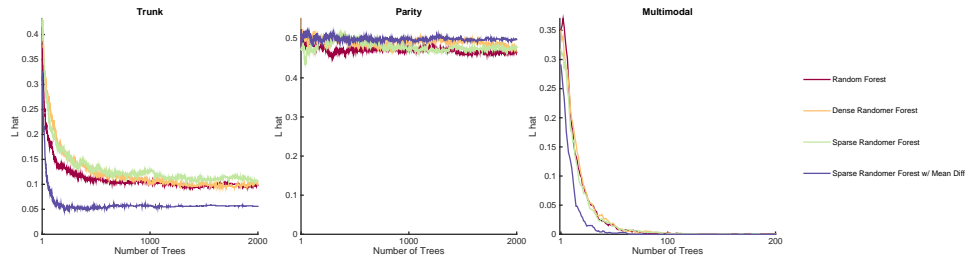 Trunk
0.4
0.35
0.3
0.25
0.2
0.15
0.1
0.05
0
L hat
1
1000
2000
Number of Trees
Parity
0.5
0.4
0.3
0.2
0.1
0
L hat
1
1000
2000
Number of Trees
Multimodal
0.35
0.3
0.25
0.2
0.15
0.1
0.05
0
L hat
1
100
200
Number of Trees
Random Forest
Dense Randomer Forest
Sparse Randomer Forest
Sparse Randomer Forest w/ Mean Diff